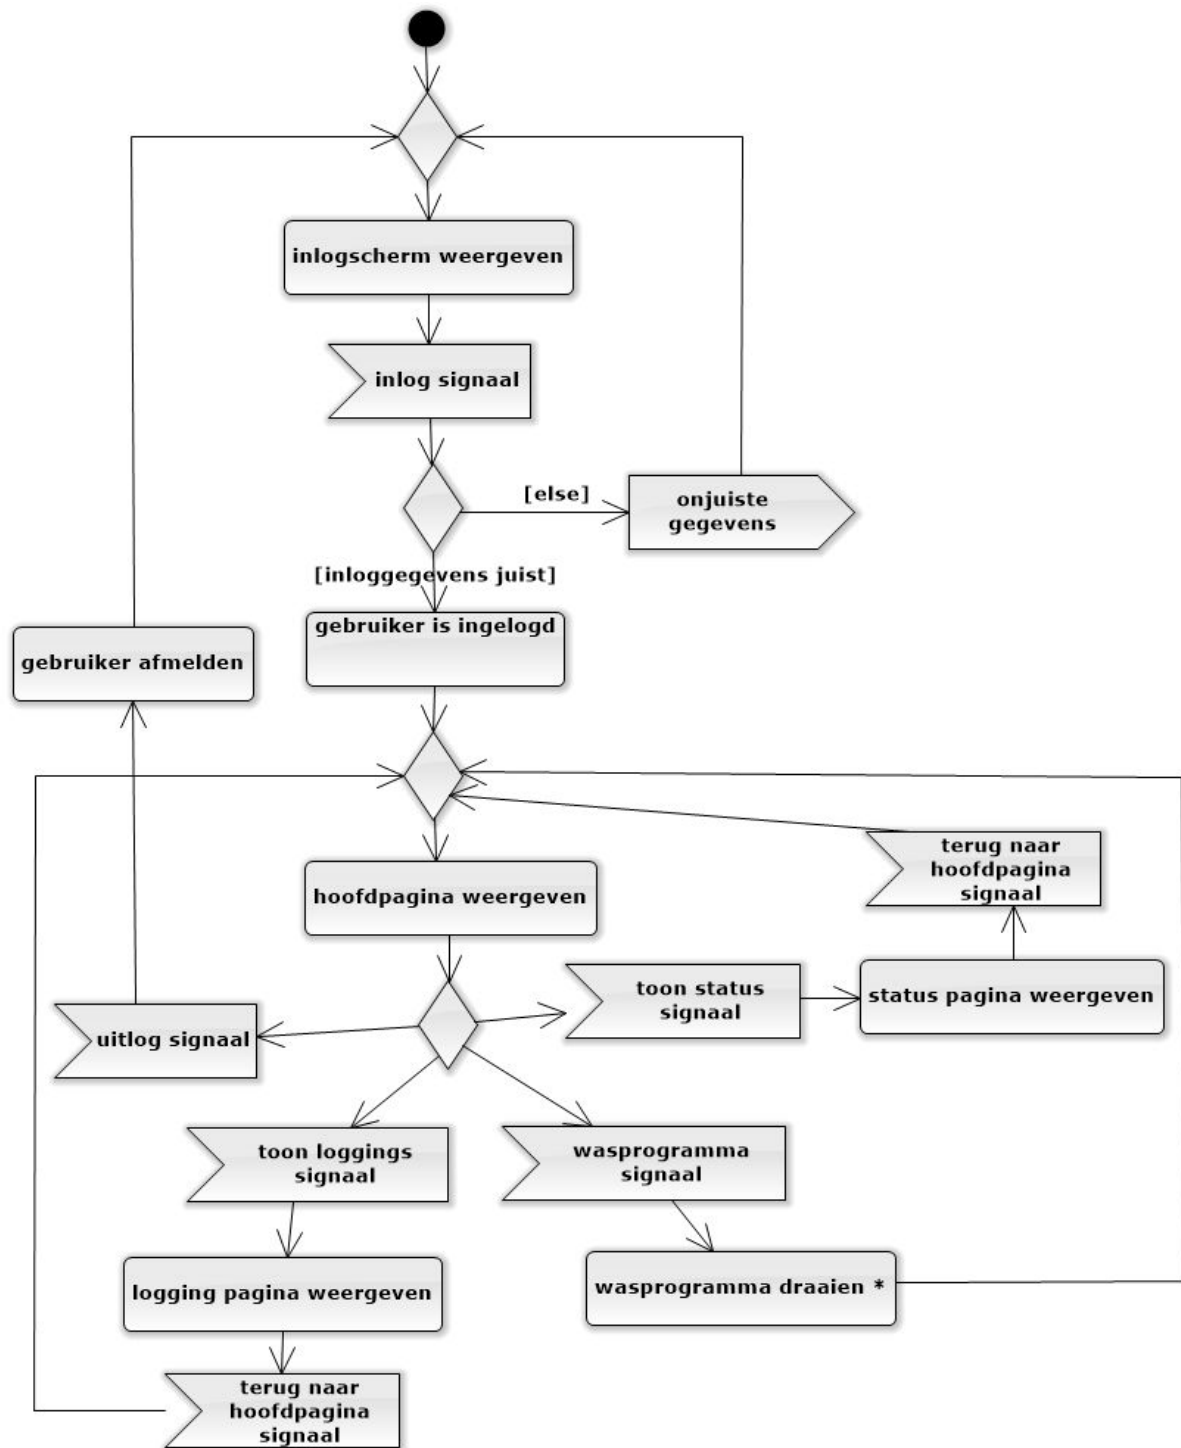 inlogscherm weergeven
inlog signaal
[else]
onjuiste
gegevens
[inloggegevens juist]
gebruiker is ingelogd
gebruiker afmelden
terug naar
hoofdpagina
signaal
hoofdpagina weergeven
toon status
signaal
status pagina weergeven
uitlog signaal
toon loggings
signaal
wasprogramma
signaal
logging pagina weergeven
wasprogramma draaien *
terug naar
hoofdpagina
signaal